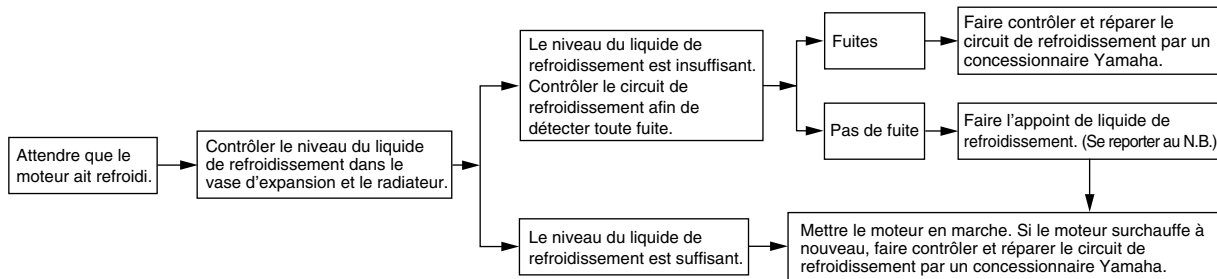 Attendre que le
moteur ait refroidi.
Contrôler le niveau du liquide
de refroidissement dans le
vase d'expansion et le radiateur.
Le niveau du liquide de
refroidissement est insuffisant.
Contrôler le circuit de
refroidissement afin de
détecter toute fuite.
Fuites
Faire contrôler et réparer le
circuit de refroidissement par un
concessionnaire Yamaha.
Pas de fuite
Faire l'appoint de liquide de
refroidissement. (Se reporter au N.B.)
Le niveau du liquide de
refroidissement est suffisant.
Mettre le moteur en marche. Si le moteur surchauffe à
nouveau, faire contrôler et réparer le circuit de
refroidissement par un concessionnaire Yamaha.